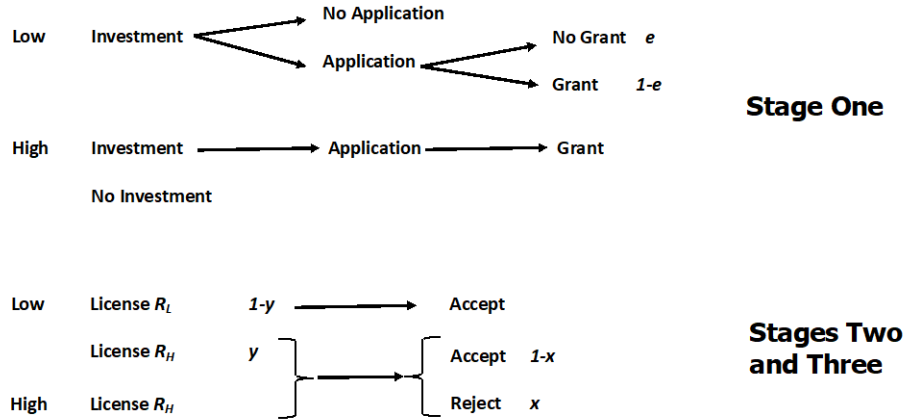 No Application
Low Investment
No Grant e
Application
Grant 1-e
Stage One
High Investment Application Grant
No Investment
Low License R_L 1-y Accept
Stages Two
and Three
License R_H y Accept 1-x
High License R_H Reject x